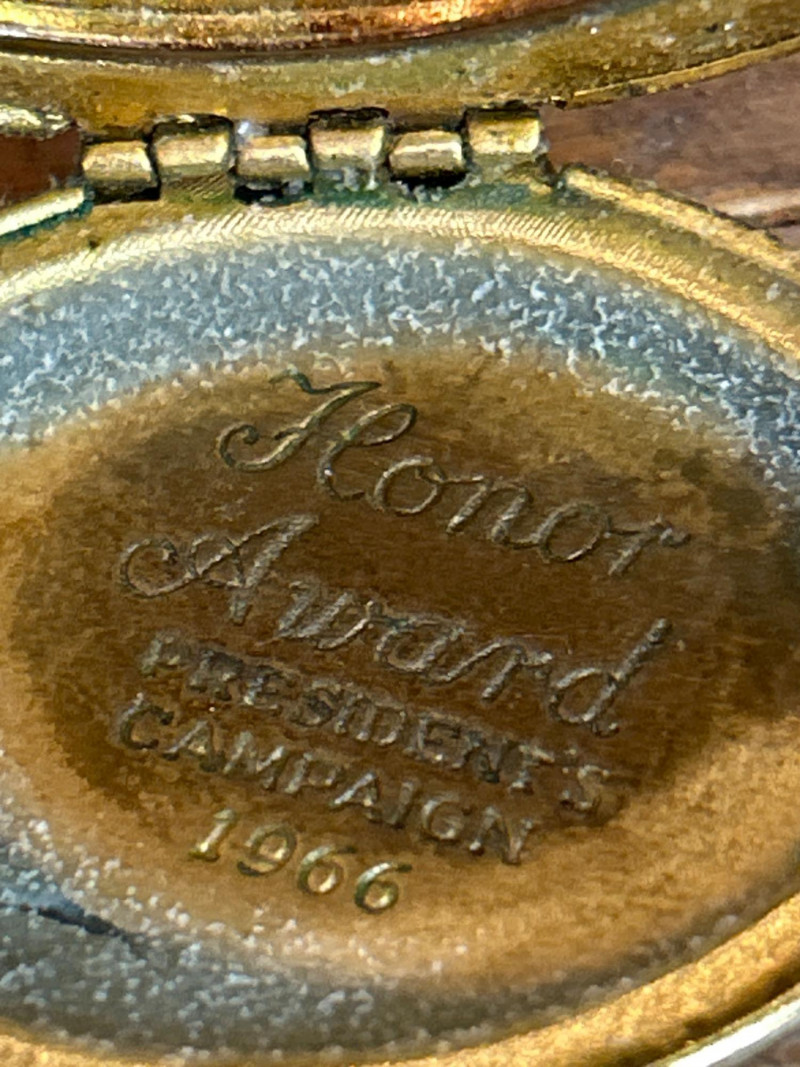 Honor
Award
PRESIDENT'S
CAMPAIGN
1966